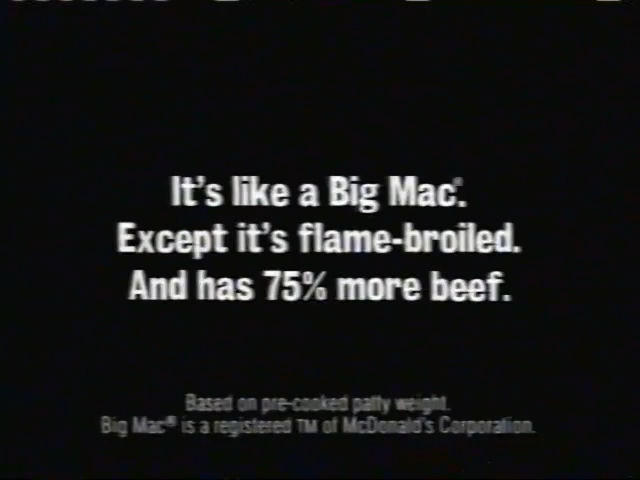 It's like a Big Mac®.
Except it's flame-broiled.
And has 75% more beef.
Based on pre-cooked patty weight.
Big Mac® is a registered TM of McDonald's Corporation.